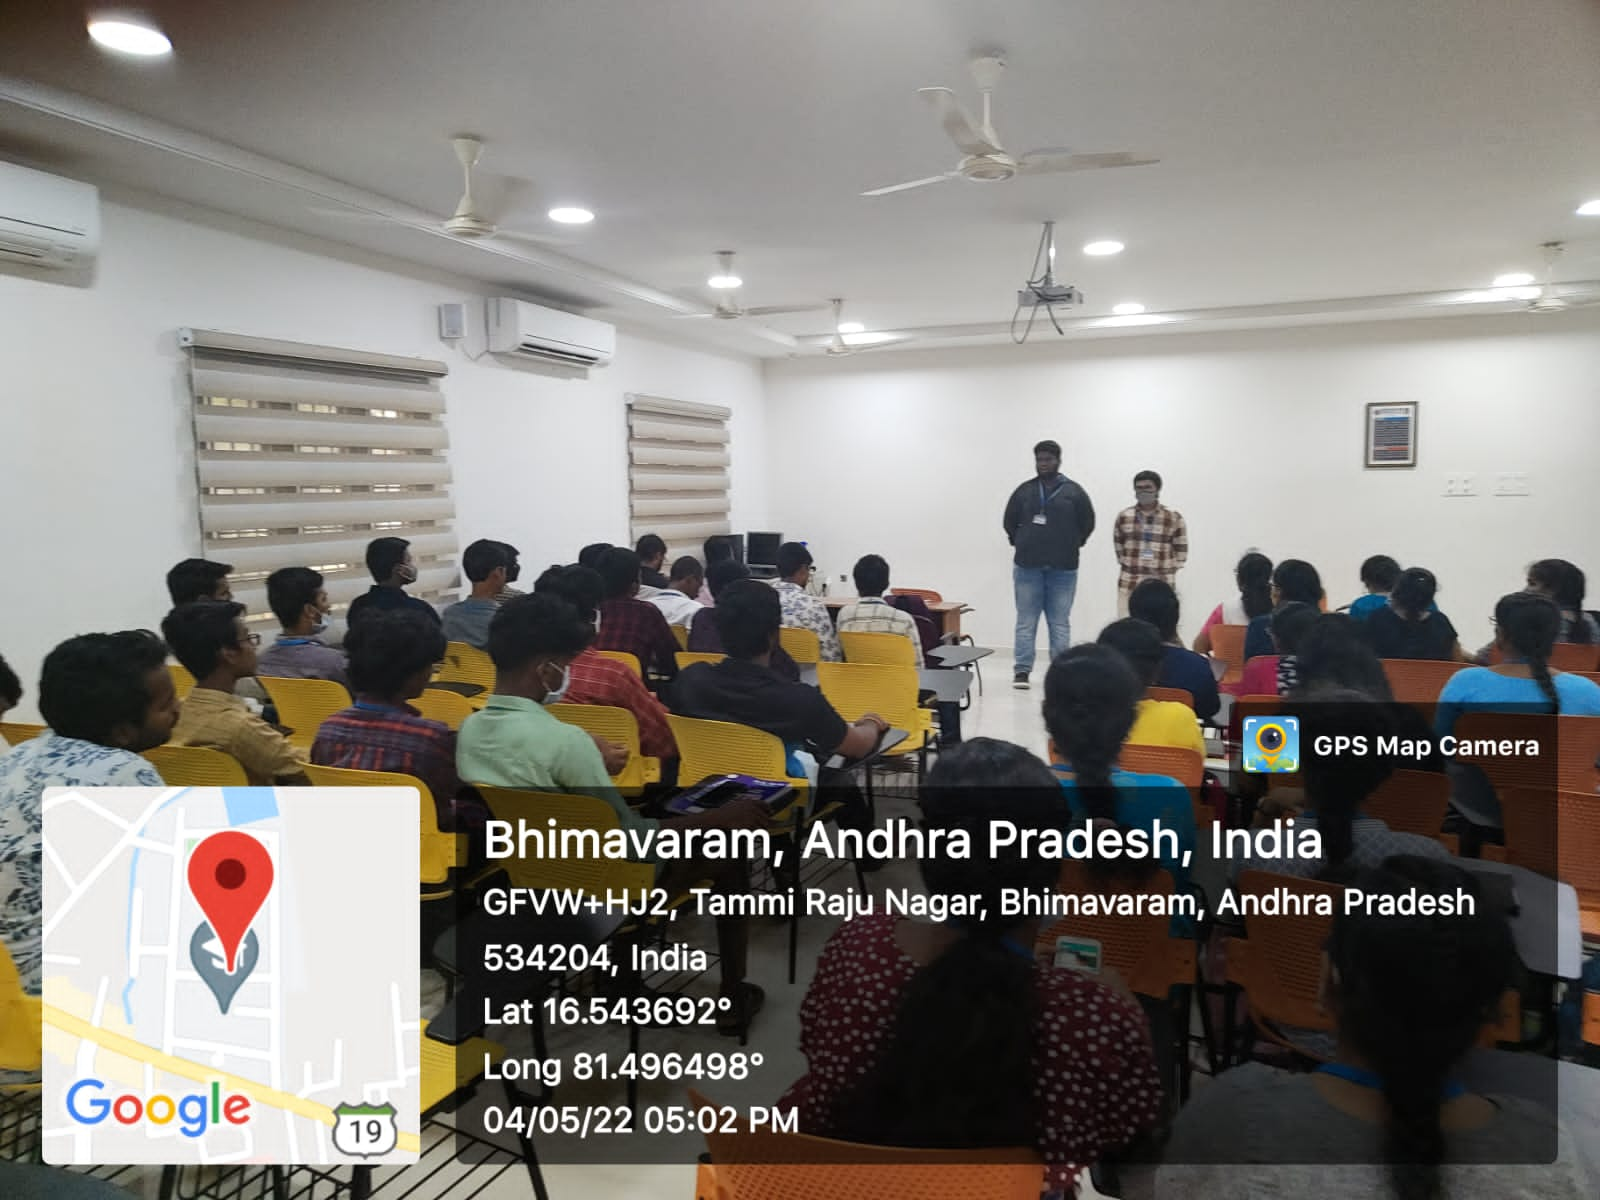 GPS Map Camera
Bhimavaram, Andhra Pradesh, India
GFVW+HJ2, Tammi Raju Nagar, Bhimavaram, Andhra Pradesh
534204, India
Lat 16.543692°
Long 81.496498°
04/05/22 05:02 PM
Google
19